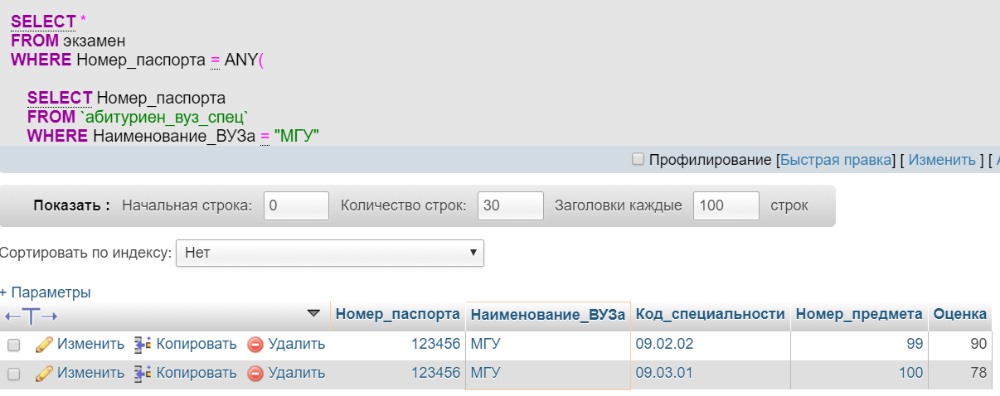 SELECT *
FROM экзамен
WHERE Номер_паспорта = ANY(
SELECT Номер_паспорта
FROM `абитуриен_вуз_спец`
WHERE Наименование_ВУЗа = "МГУ"
Профилирование [Быстрая правка] [ Изменить ] [
Показать : Начальная строка: 0 Количество строк: 30 Заголовки каждые 100 строк
Сортировать по индексу: Нет
+ Параметры
←T→ Номер_паспорта Наименование_ВУЗа Код_специальности Номер_предмета Оценка
Изменить Копировать Удалить 123456 МГУ 09.02.02 99 90
Изменить Копировать Удалить 123456 МГУ 09.03.01 100 78